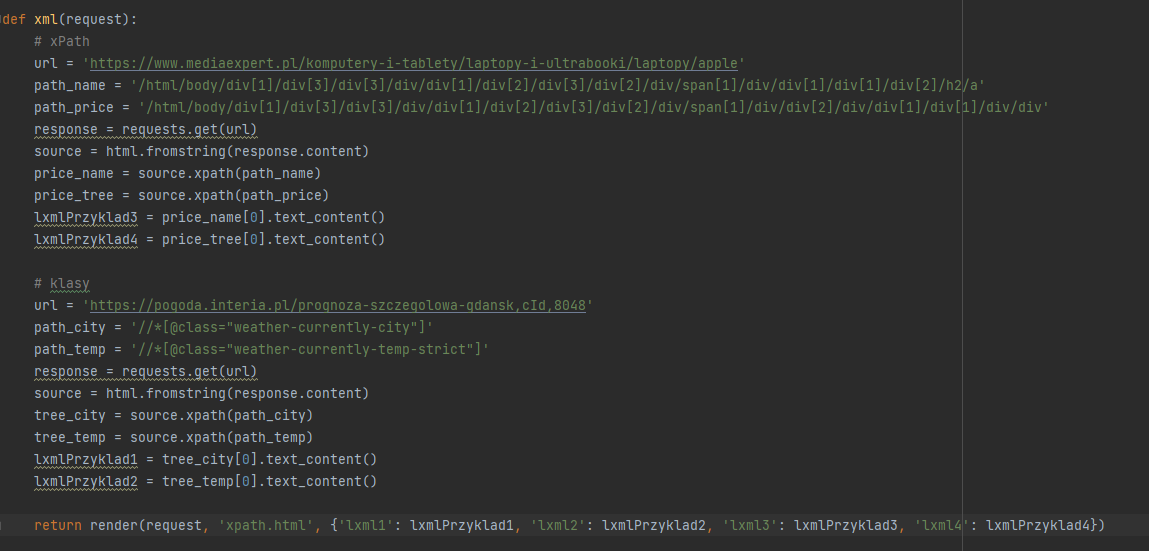 def xml(request):
    # xPath
    url = 'https://www.mediaexpert.pl/komputery-i-tablety/laptopy-i-ultrabooki/laptopy/apple'
    path_name = '/html/body/div[1]/div[3]/div[3]/div/div[1]/div[2]/div[3]/div[2]/div/span[1]/div/div[1]/div[1]/div[2]/h2/a'
    path_price = '/html/body/div[1]/div[3]/div[3]/div/div[1]/div[2]/div[3]/div[2]/div/span[1]/div/div[2]/div/div[1]/div[1]/div/div'
    response = requests.get(url)
    source = html.fromstring(response.content)
    price_name = source.xpath(path_name)
    price_tree = source.xpath(path_price)
    lxmlPrzyklad3 = price_name[0].text_content()
    lxmlPrzyklad4 = price_tree[0].text_content()

    # klasy
    url = 'https://pogoda.interia.pl/prognoza-szczegolowa-gdansk,cId,8048'
    path_city = '//*[@class="weather-currently-city"]'
    path_temp = '//*[@class="weather-currently-temp-strict"]'
    response = requests.get(url)
    source = html.fromstring(response.content)
    tree_city = source.xpath(path_city)
    tree_temp = source.xpath(path_temp)
    lxmlPrzyklad1 = tree_city[0].text_content()
    lxmlPrzyklad2 = tree_temp[0].text_content()

    return render(request, 'xpath.html', {'lxml1': lxmlPrzyklad1, 'lxml2': lxmlPrzyklad2, 'lxml3': lxmlPrzyklad3, 'lxml4': lxmlPrzyklad4})